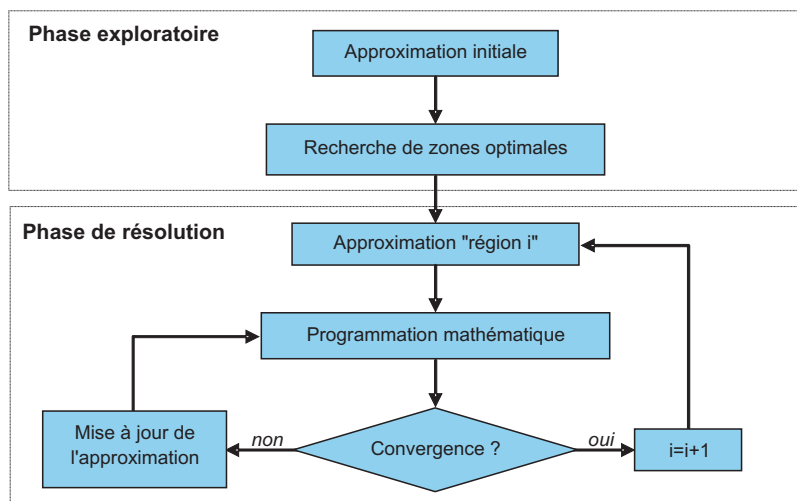 Phase exploratoire
Approximation initiale
Recherche de zones optimales
Phase de résolution
Approximation "région i"
Programmation mathématique
Mise à jour de
l'approximation
non
Convergence ?
oui
i=i+1